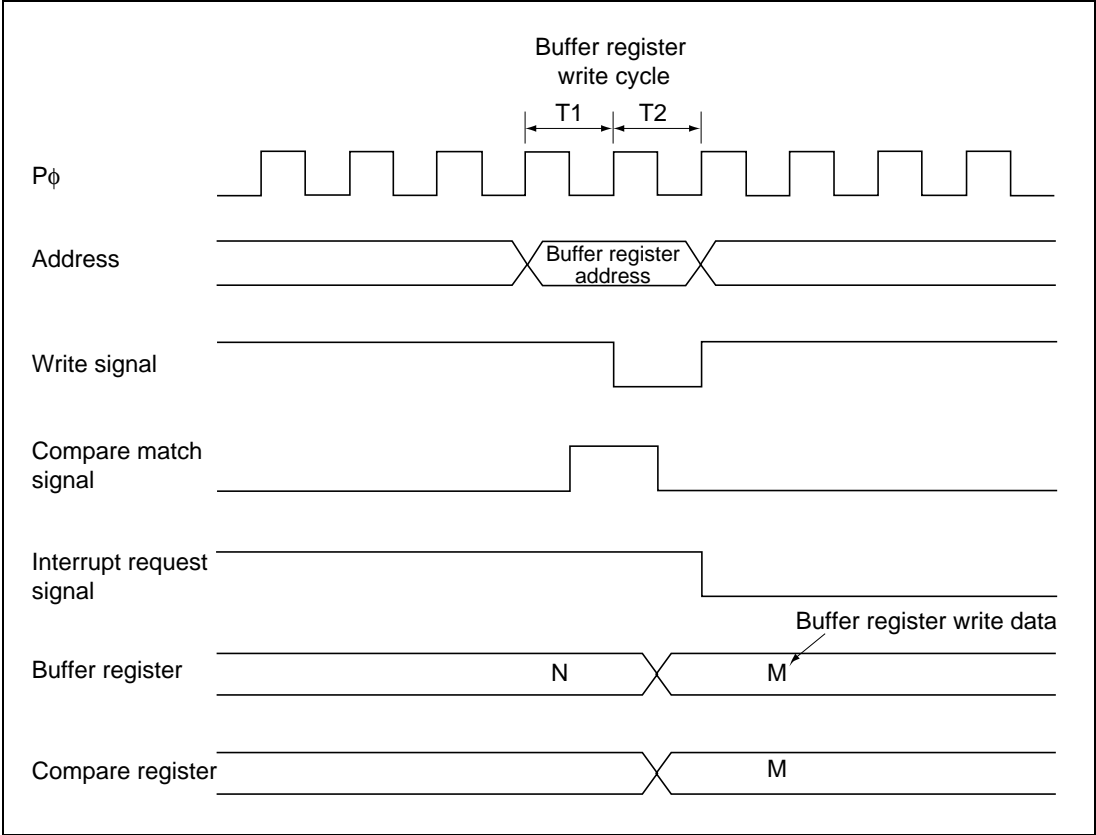 Buffer register
write cycle
T1 T2
Pϕ
Address
Buffer register
address
Write signal
Compare match
signal
Interrupt request
signal
Buffer register write data
Buffer register N M
Compare register M